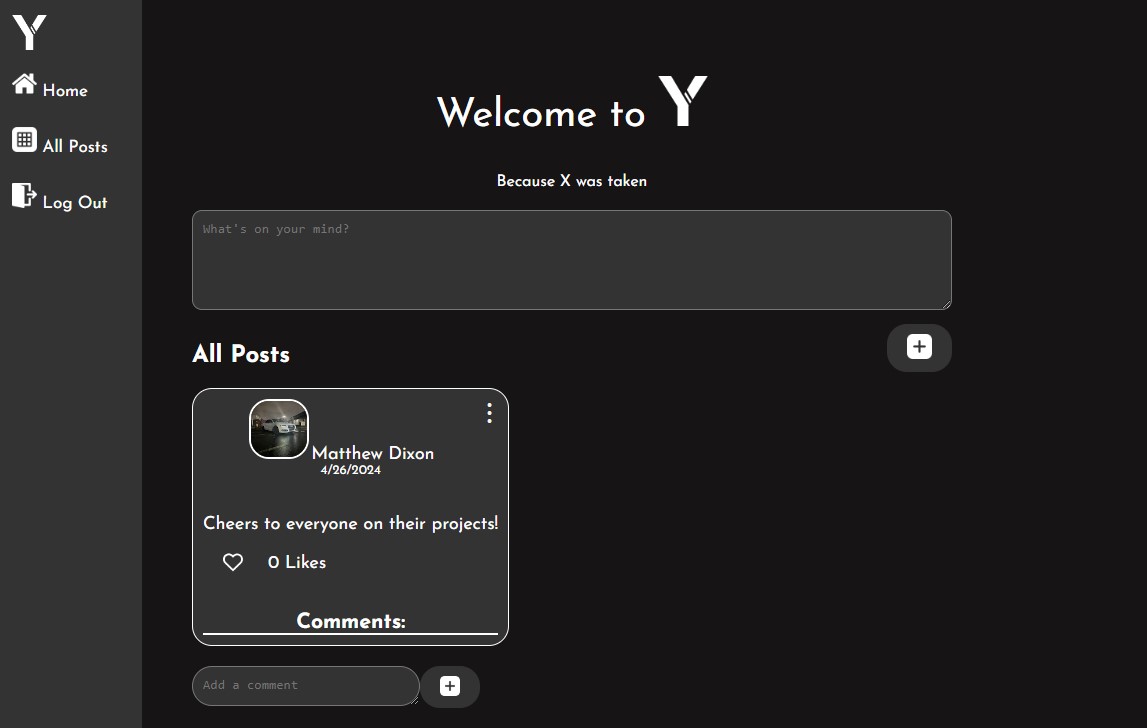 Y
Home
All Posts
Log Out
Welcome to Y
Because X was taken
What's on your mind?
All Posts
Matthew Dixon
4/26/2024
Cheers to everyone on their projects!
0 Likes
Comments:
Add a comment